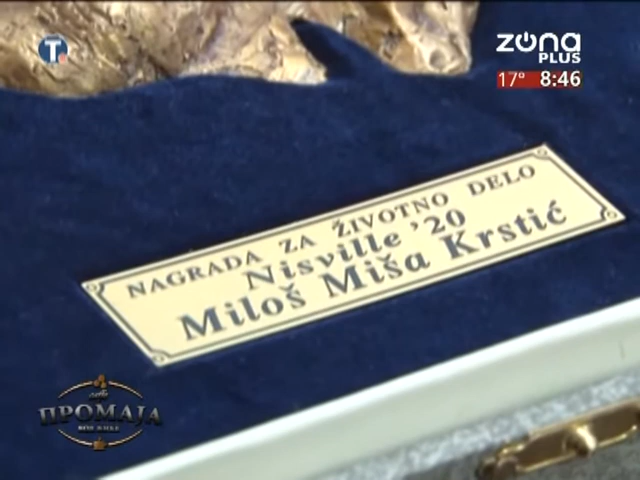 T.
zona
PLUS
17° 8:46
NAGRADA ZA ŽIVOTNO DELO
Nisville '20
Miloš Miša Krstić
ПРОМАЈА